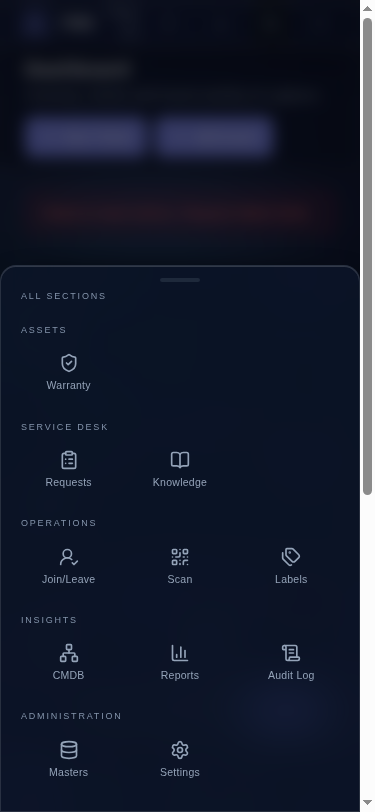 ALL SECTIONS
ASSETS
Warranty
SERVICE DESK
Requests Knowledge
OPERATIONS
Join/Leave Scan Labels
INSIGHTS
CMDB Reports Audit Log
ADMINISTRATION
Masters Settings